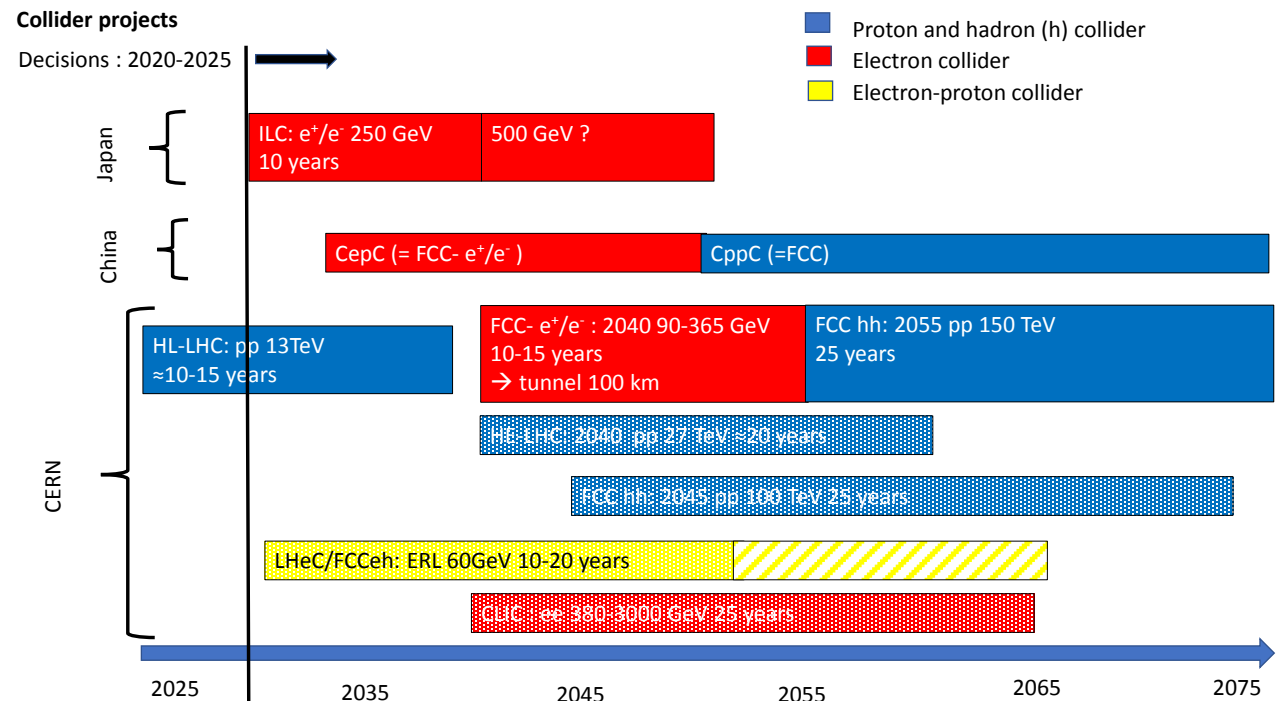 Collider projects
Decisions : 2020-2025
Proton and hadron (h) collider
Electron collider
Electron-proton collider
Japan
ILC: e⁺/e⁻ 250 GeV
10 years
500 GeV ?
China
CepC (= FCC- e⁺/e⁻ )
CppC (=FCC)
CERN
HL-LHC: pp 13TeV
≈10-15 years
FCC- e⁺/e⁻ : 2040 90-365 GeV
10-15 years
→ tunnel 100 km
FCC hh: 2055 pp 150 TeV
25 years
HE-LHC: 2040 pp 27 TeV ≈20 years
FCC hh: 2045 pp 100 TeV 25 years
LHeC/FCCeh: ERL 60GeV 10-20 years
CLIC : ee 380-3000 GeV 25 years
2025 2035 2045 2055 2065 2075